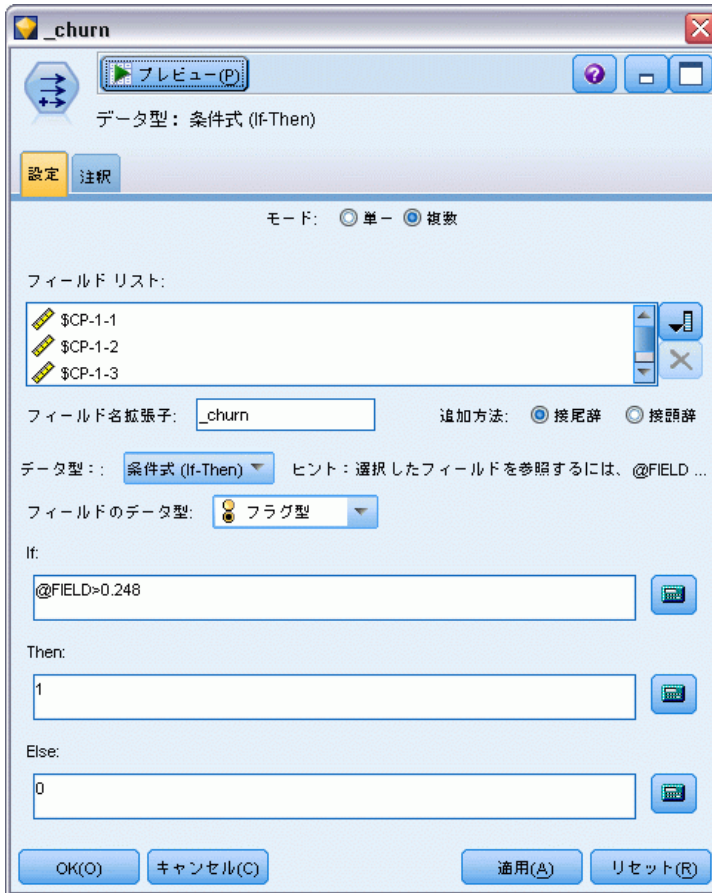 _churn
プレビュー(P)
データ型: 条件式 (If-Then)
設定 注釈
モード: 単一 複数
フィールド リスト:
$CP-1-1
$CP-1-2
$CP-1-3
フィールド名拡張子: _churn 追加方法: 接尾辞 接頭辞
データ型:: 条件式 (If-Then) ヒント:選択したフィールドを参照するには、@FIELD ...
フィールドのデータ型: フラグ型
If:
@FIELD>0.248
Then:
1
Else:
0
OK(O) キャンセル(C) 適用(A) リセット(R)